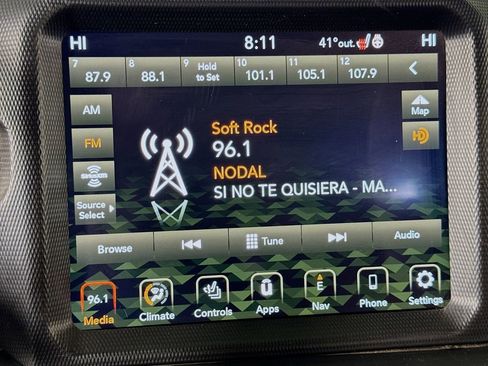 HI 8:11 41°out. HI
7 8 9 10 11 12
87.9 88.1 Hold to Set 101.1 105.1 107.9
AM
Map
FM
HD
Soft Rock
96.1
NODAL
SI NO TE QUISIERA - MA...
SiriusXM
Source
Select
Browse Tune Audio
96.1 E
Media Climate Controls Apps Nav Phone Settings